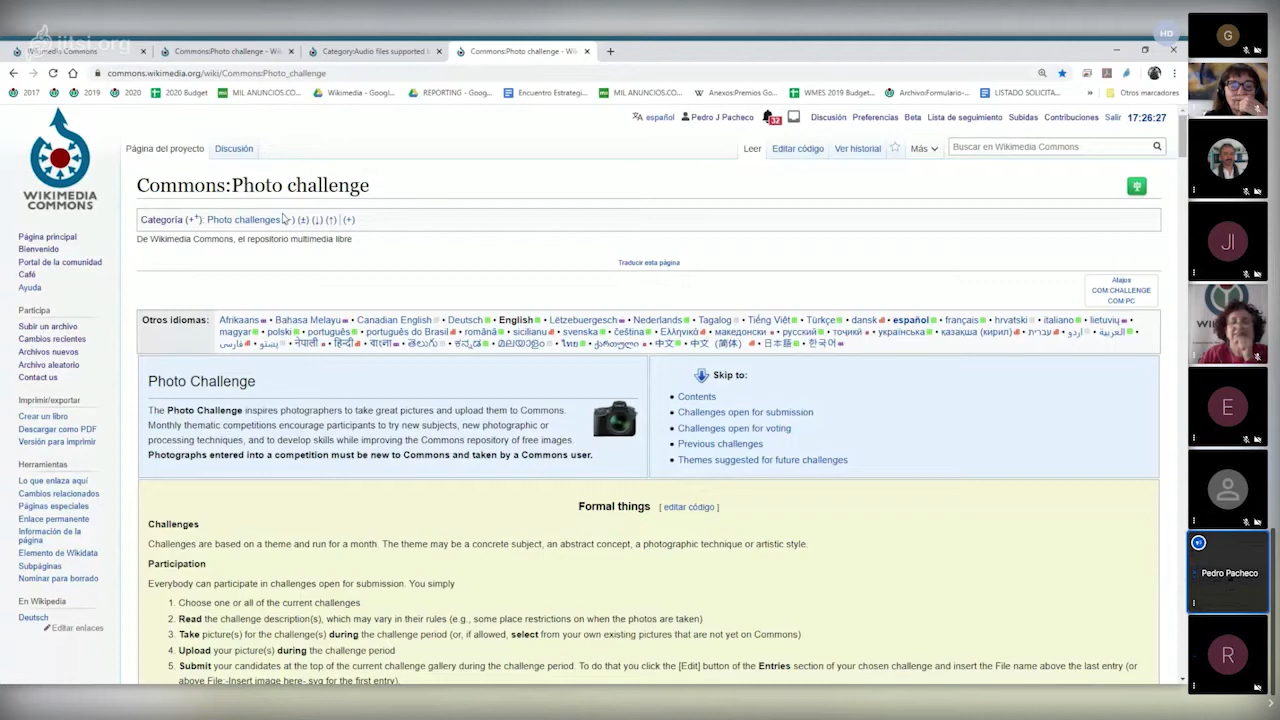 jitsi.org
Wikimedia Commons
Commons:Photo challenge - Wi
Category:Audio files supported b
Commons:Photo challenge - Wi
HD
commons.wikimedia.org/wiki/Commons:Photo_challenge
2017 2019 2020 2020 Budget MIL ANUNCIOS.CO... Wikimedia - Googl... REPORTING - Goog... Encuentro Estrategi... MIL ANUNCIOS.CO... Anexos:Premios Go... WMES 2019 Budget... Archivo:Formulario-... LISTADO SOLICITA... » Otros marcadores
español Pedro J Pacheco 32 Discusión Preferencias Beta Lista de seguimiento Subidas Contribuciones Salir 17:26:27
Página del proyecto Discusión Leer Editar código Ver historial Más Buscar en Wikimedia Commons
WIKIMEDIA
COMMONS
Commons:Photo challenge
Categoría (+⁺): Photo challenges (−) (±) (↓) (↑) | (+)
De Wikimedia Commons, el repositorio multimedia libre
Traducir esta página
Atajos
COM:CHALLENGE
COM:PC
Otros idiomas:
Afrikaans • Bahasa Melayu • Canadian English • Deutsch • English • Lëtzebuergesch • Nederlands • Tagalog • Tiếng Việt • Türkçe • dansk • español • français • hrvatski • italiano • lietuvių •
magyar • polski • português • português do Brasil • română • sicilianu • svenska • čeština • Ελληνικά • македонски • русский • тоҷикӣ • українська • қазақша (кирил) • עברית • اردو • العربية •
فارسی • پښتو • नेपाली • हिन्दी • বাংলা • తెలుగు • ಕನ್ನಡ • മലയാളം • ไทย • ქართული • 中文 • 中文（简体） • 日本語 • 한국어
Photo Challenge
The Photo Challenge inspires photographers to take great pictures and upload them to Commons.
Monthly thematic competitions encourage participants to try new subjects, new photographic or
processing techniques, and to develop skills while improving the Commons repository of free images.
Photographs entered into a competition must be new to Commons and taken by a Commons user.
Skip to:
• Contents
• Challenges open for submission
• Challenges open for voting
• Previous challenges
• Themes suggested for future challenges
Formal things [ editar código ]
Challenges
Challenges are based on a theme and run for a month. The theme may be a concrete subject, an abstract concept, a photographic technique or artistic style.
Participation
Everybody can participate in challenges open for submission. You simply
1. Choose one or all of the current challenges
2. Read the challenge description(s), which may vary in their rules (e.g., some place restrictions on when the photos are taken)
3. Take picture(s) for the challenge(s) during the challenge period (or, if allowed, select from your own existing pictures that are not yet on Commons)
4. Upload your picture(s) during the challenge period
5. Submit your candidates at the top of the current challenge gallery during the challenge period. To do that you click the [Edit] button of the Entries section of your chosen challenge and insert the File name above the last entry (or
above File:-Insert image here-.svg for the first entry).
Página principal
Bienvenido
Portal de la comunidad
Café
Ayuda
Participa
Subir un archivo
Cambios recientes
Archivos nuevos
Archivo aleatorio
Contact us
Imprimir/exportar
Crear un libro
Descargar como PDF
Versión para imprimir
Herramientas
Lo que enlaza aquí
Cambios relacionados
Páginas especiales
Enlace permanente
Información de la
página
Elemento de Wikidata
Subpáginas
Nominar para borrado
En Wikipedia
Deutsch
Editar enlaces
G
JI
E
Pedro Pacheco
R